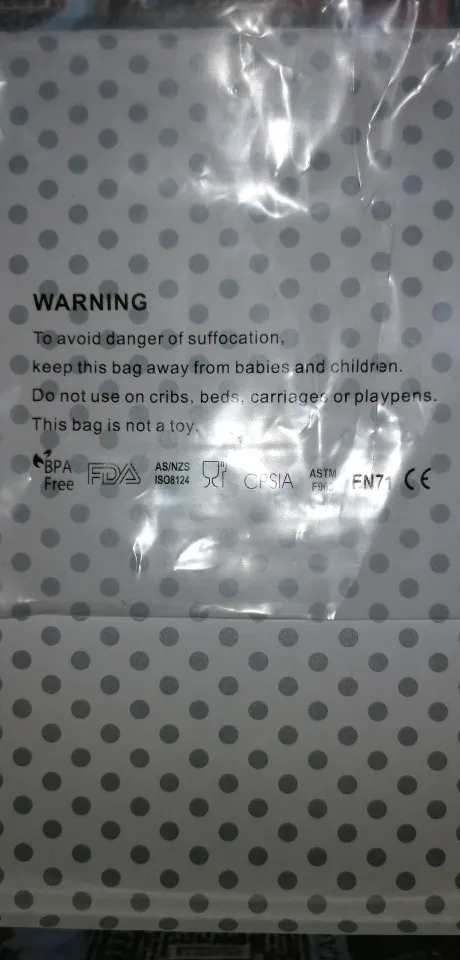 WARNING
To avoid danger of suffocation,
keep this bag away from babies and children.
Do not use on cribs, beds, carriages or playpens.
This bag is not a toy.
BPA Free FDA AS/NZS ISO8124 CPSIA ASTM EN71 CE